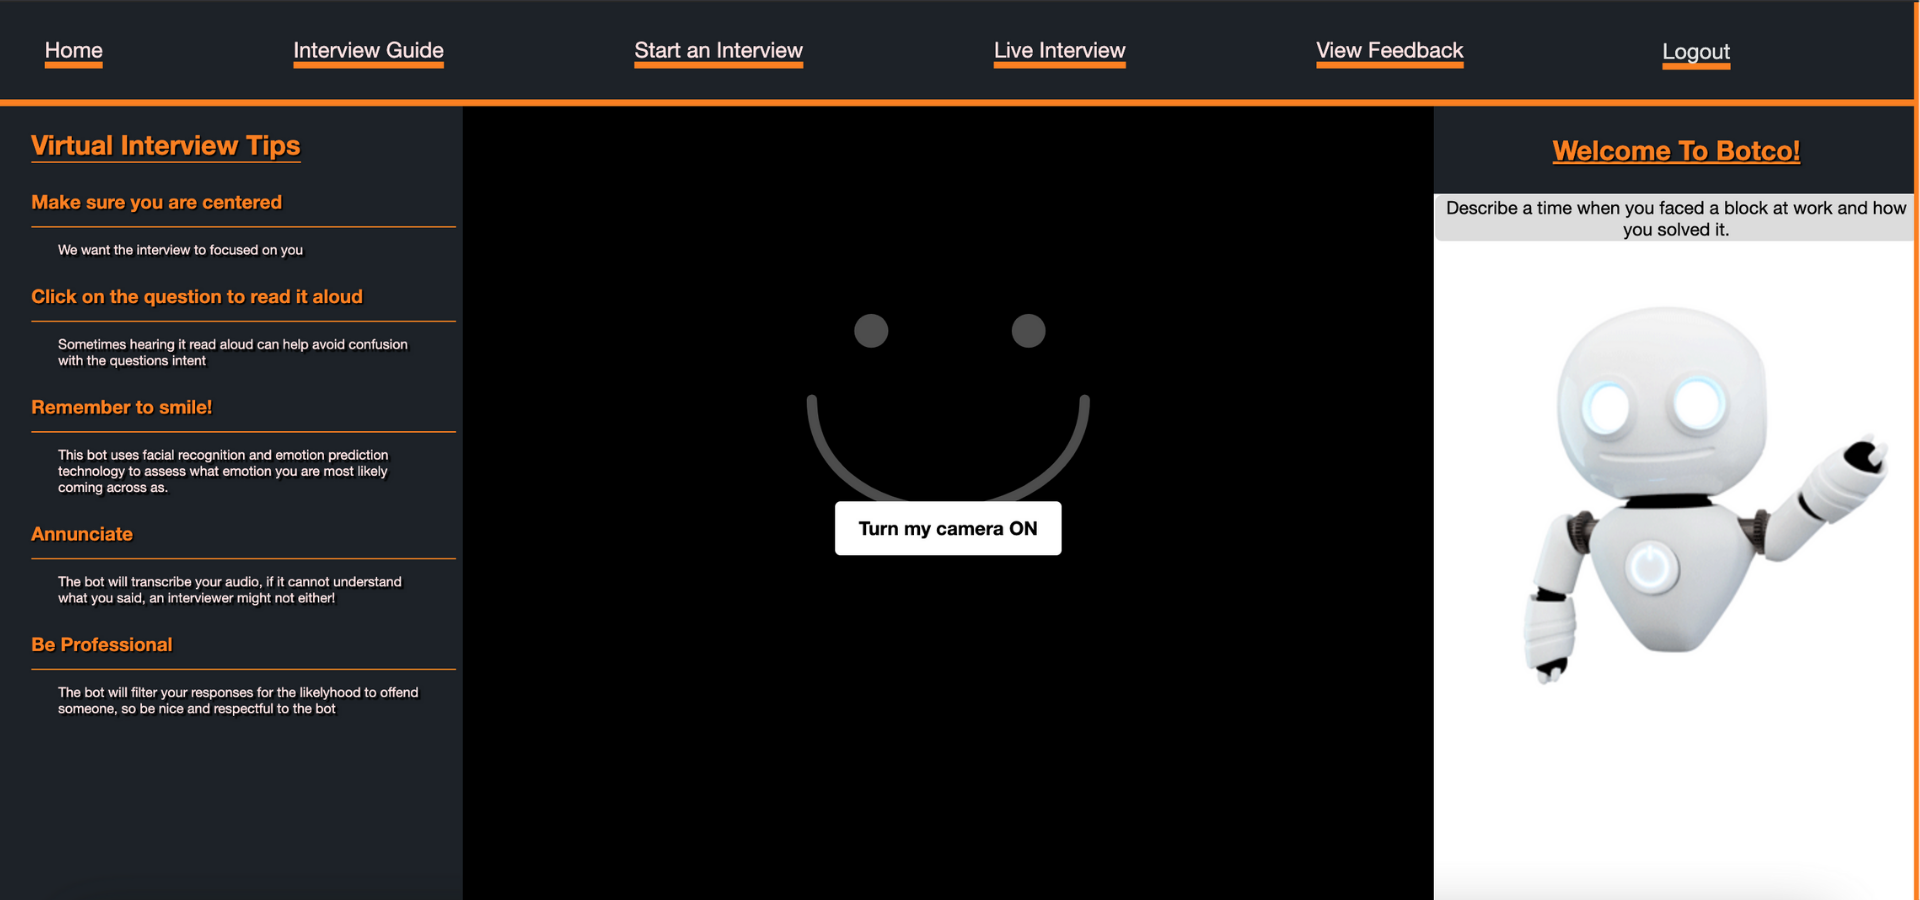 Home
Interview Guide
Start an Interview
Live Interview
View Feedback
Logout
Virtual Interview Tips
Make sure you are centered
We want the interview to focused on you
Click on the question to read it aloud
Sometimes hearing it read aloud can help avoid confusion
with the questions intent
Remember to smile!
This bot uses facial recognition and emotion prediction
technology to assess what emotion you are most likely
coming across as.
Annunciate
The bot will transcribe your audio, if it cannot understand
what you said, an interviewer might not either!
Be Professional
The bot will filter your responses for the likelyhood to offend
someone, so be nice and respectful to the bot
Turn my camera ON
Welcome To Botco!
Describe a time when you faced a block at work and how
you solved it.